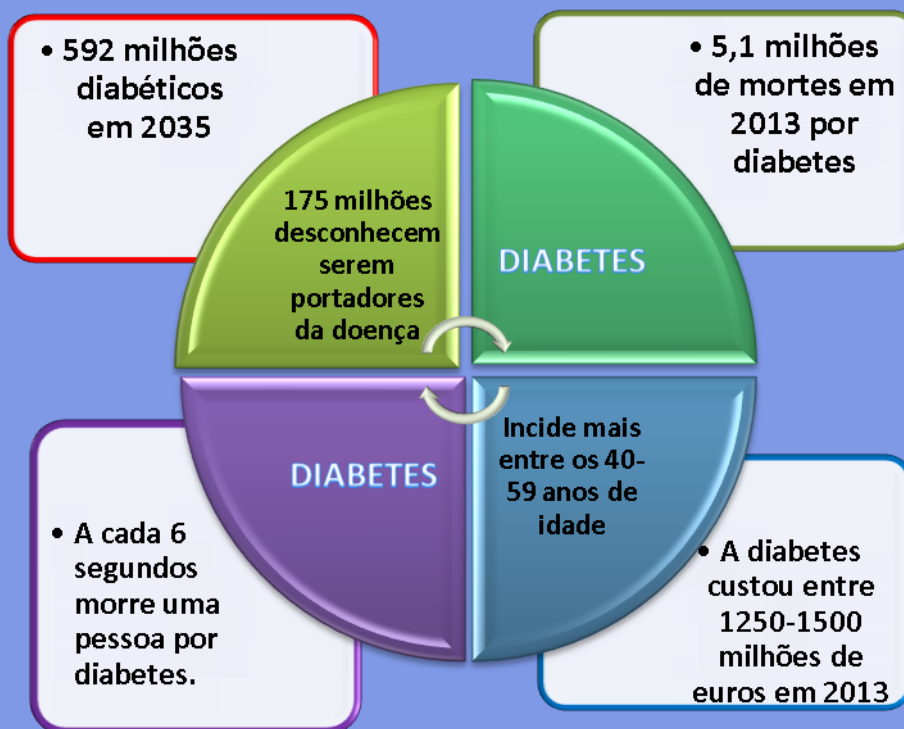 • 592 milhões
diabéticos
em 2035
• 5,1 milhões
de mortes em
2013 por
diabetes
175 milhões
desconhecem
serem
portadores
da doença
DIABETES
DIABETES
Incide mais
entre os 40-
59 anos de
idade
• A cada 6
segundos
morre uma
pessoa por
diabetes.
• A diabetes
custou entre
1250-1500
milhões de
euros em 2013